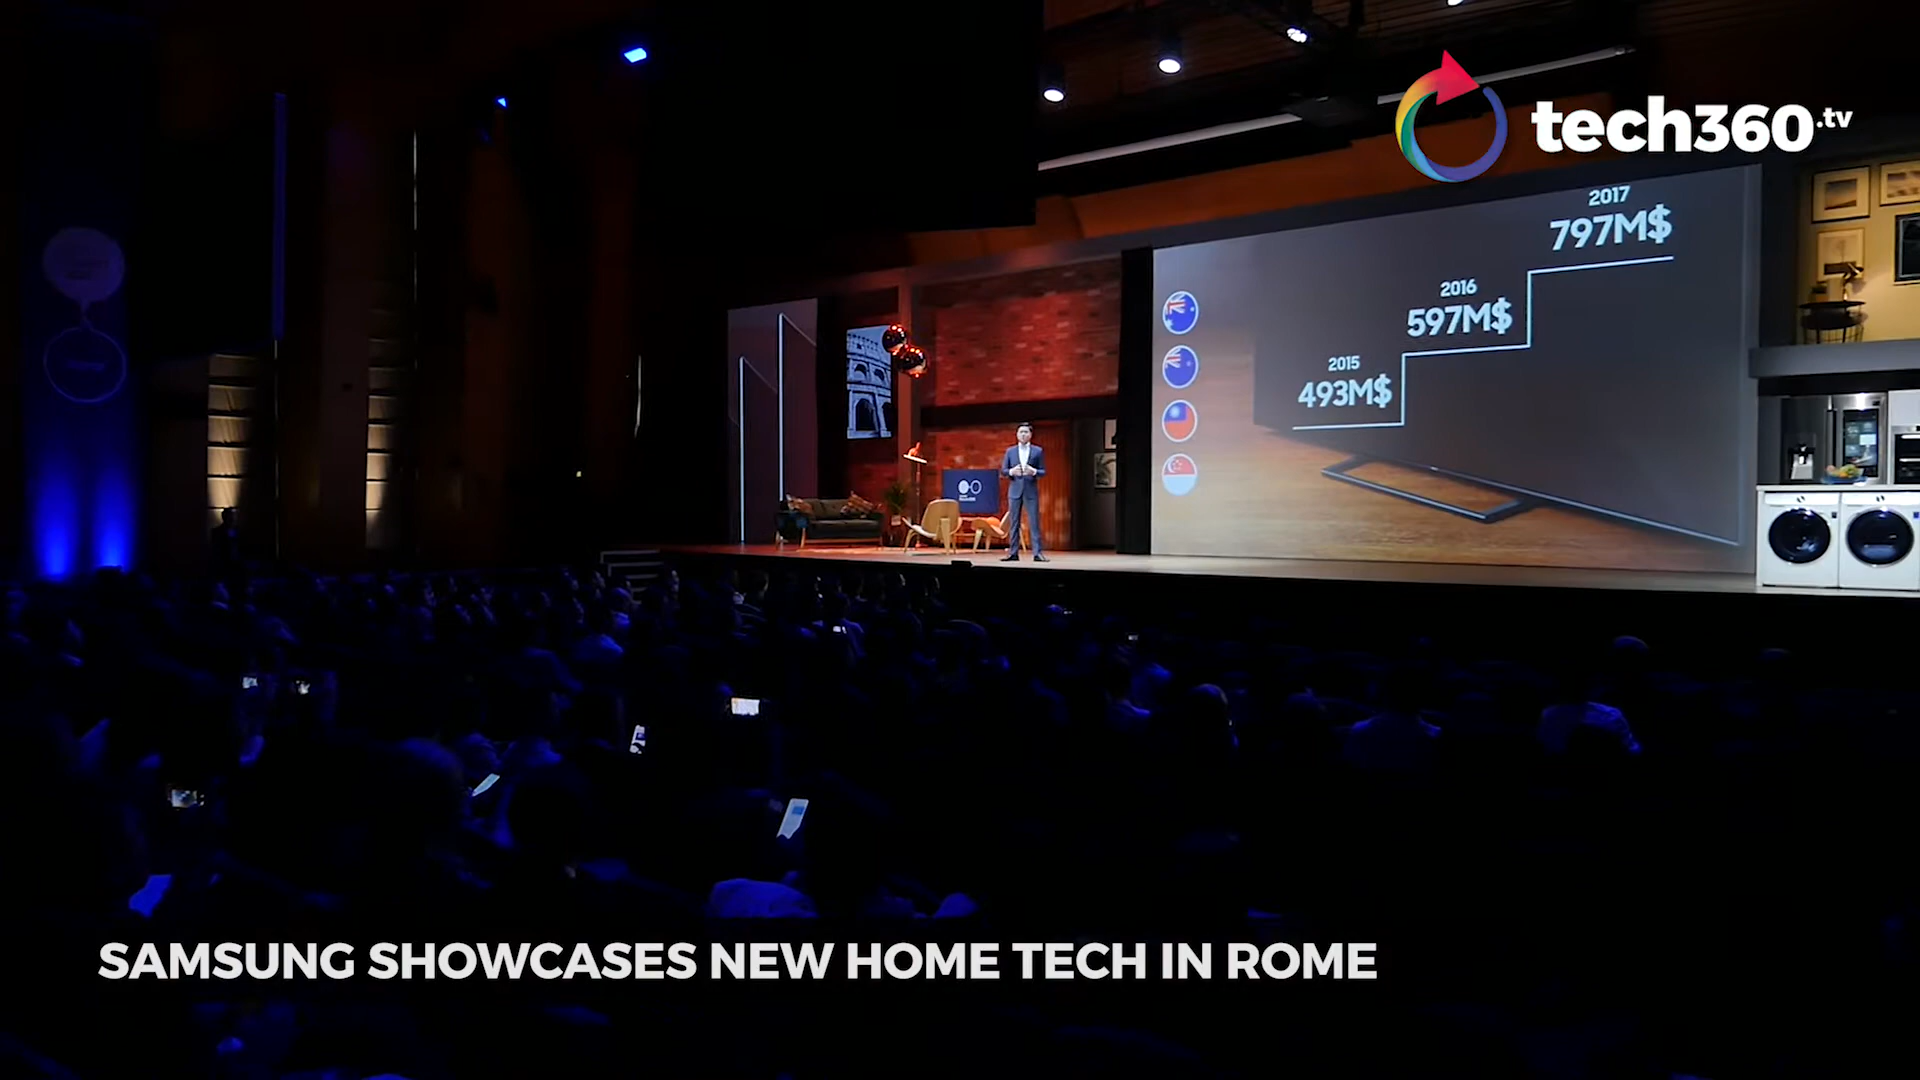 tech360.tv
2017
797M$
2016
597M$
2015
493M$
SAMSUNG SHOWCASES NEW HOME TECH IN ROME